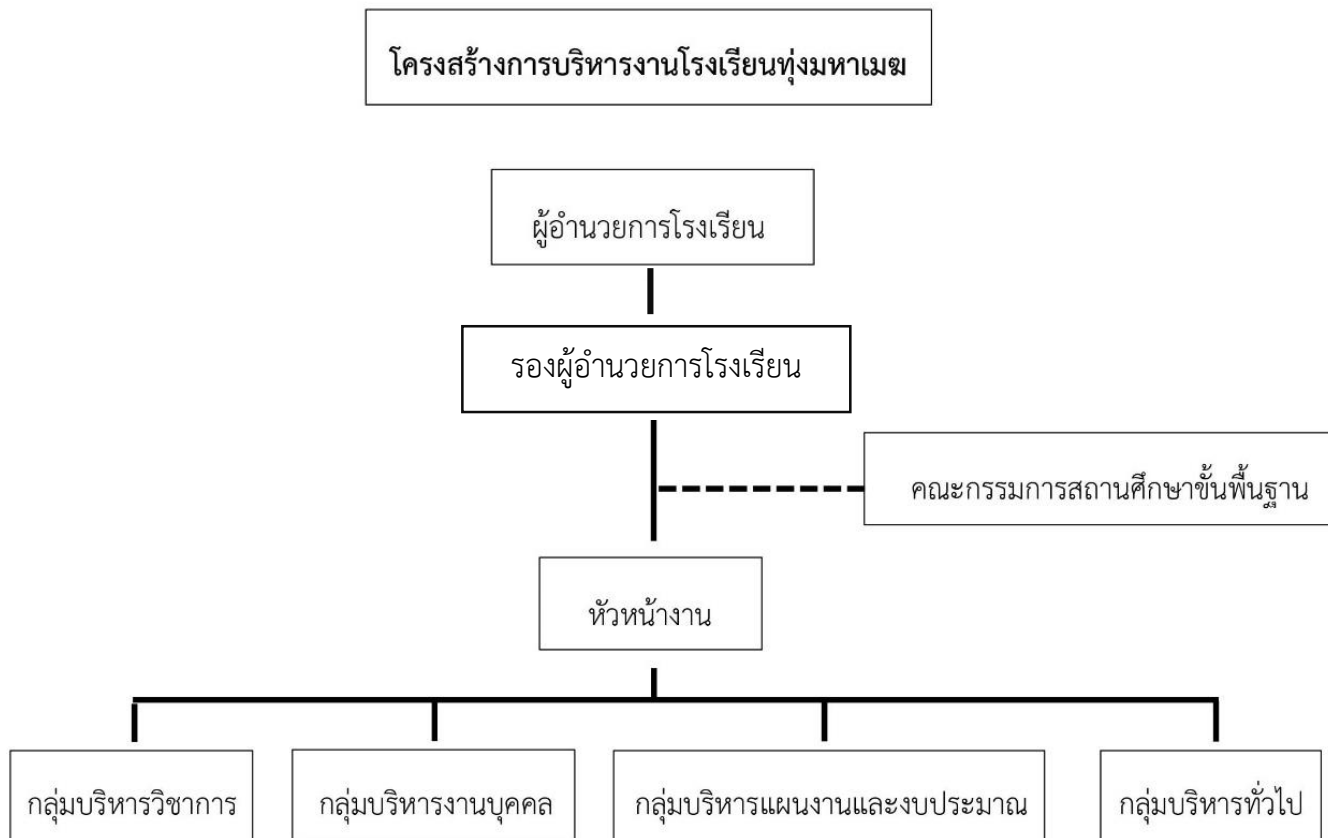 โครงสร้างการบริหารงานโรงเรียนทุ่งมหาเมฆ
ผู้อำนวยการโรงเรียน
รองผู้อำนวยการโรงเรียน
คณะกรรมการสถานศึกษาขั้นพื้นฐาน
หัวหน้างาน
กลุ่มบริหารวิชาการ
กลุ่มบริหารงานบุคคล
กลุ่มบริหารแผนงานและงบประมาณ
กลุ่มบริหารทั่วไป